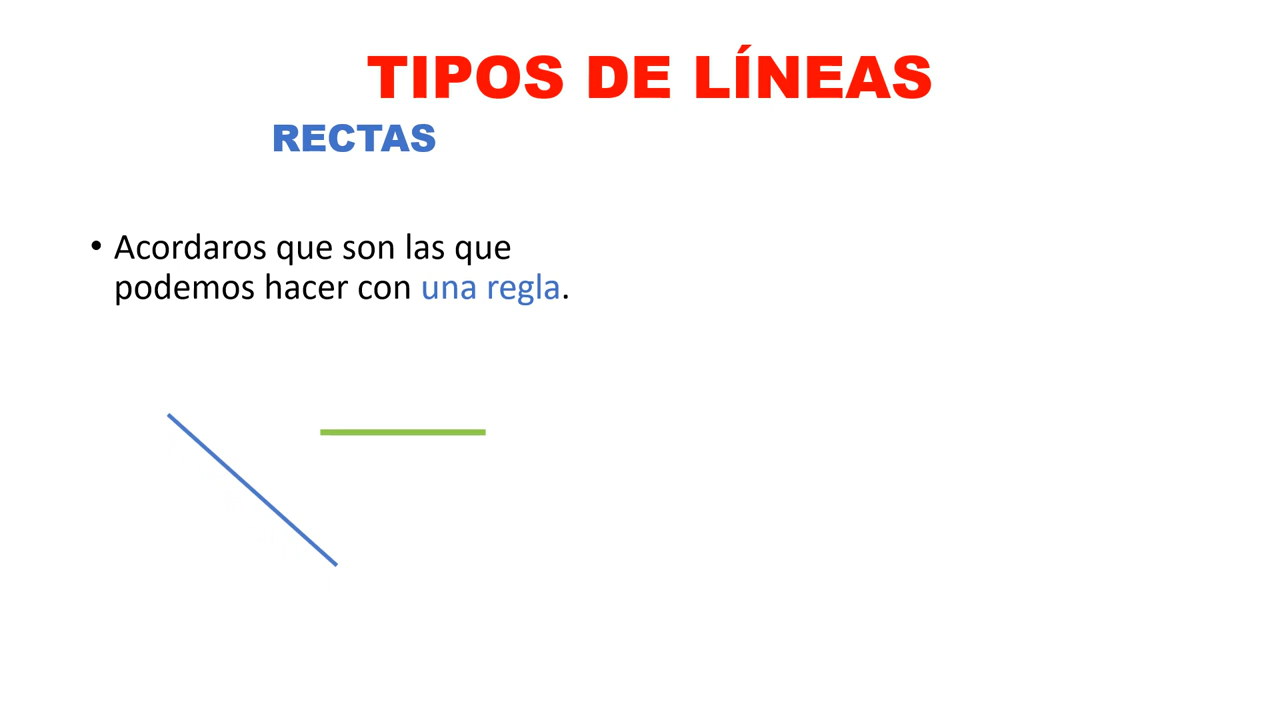 TIPOS DE LÍNEAS
RECTAS
• Acordaros que son las que
podemos hacer con una regla.